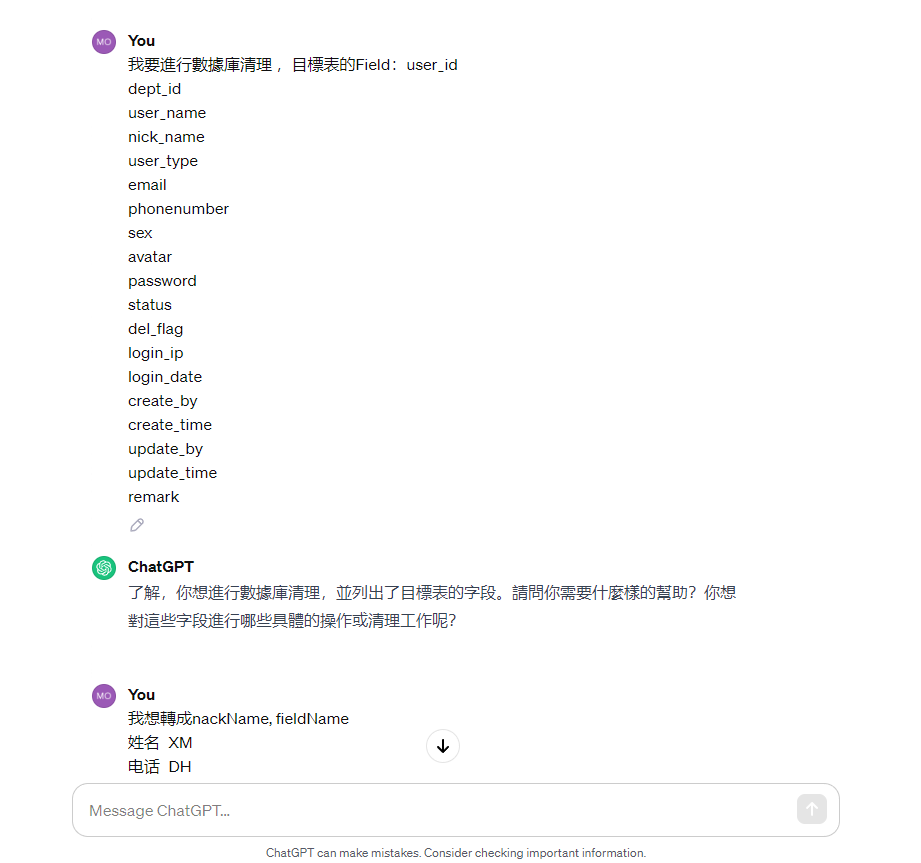 MO You
我要進行數據庫清理 ，目標表的Field：user_id
dept_id
user_name
nick_name
user_type
email
phonenumber
sex
avatar
password
status
del_flag
login_ip
login_date
create_by
create_time
update_by
update_time
remark
ChatGPT
了解，你想進行數據庫清理，並列出了目標表的字段。請問你需要什麼樣的幫助？你想
對這些字段進行哪些具體的操作或清理工作呢？
MO You
我想轉成nackName, fieldName
姓名  XM
电话  DH
Message ChatGPT...
ChatGPT can make mistakes. Consider checking important information.